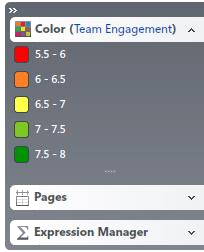 »
Color (Team Engagement)
5.5 - 6
6 - 6.5
6.5 - 7
7 - 7.5
7.5 - 8
....
Pages
Σ Expression Manager